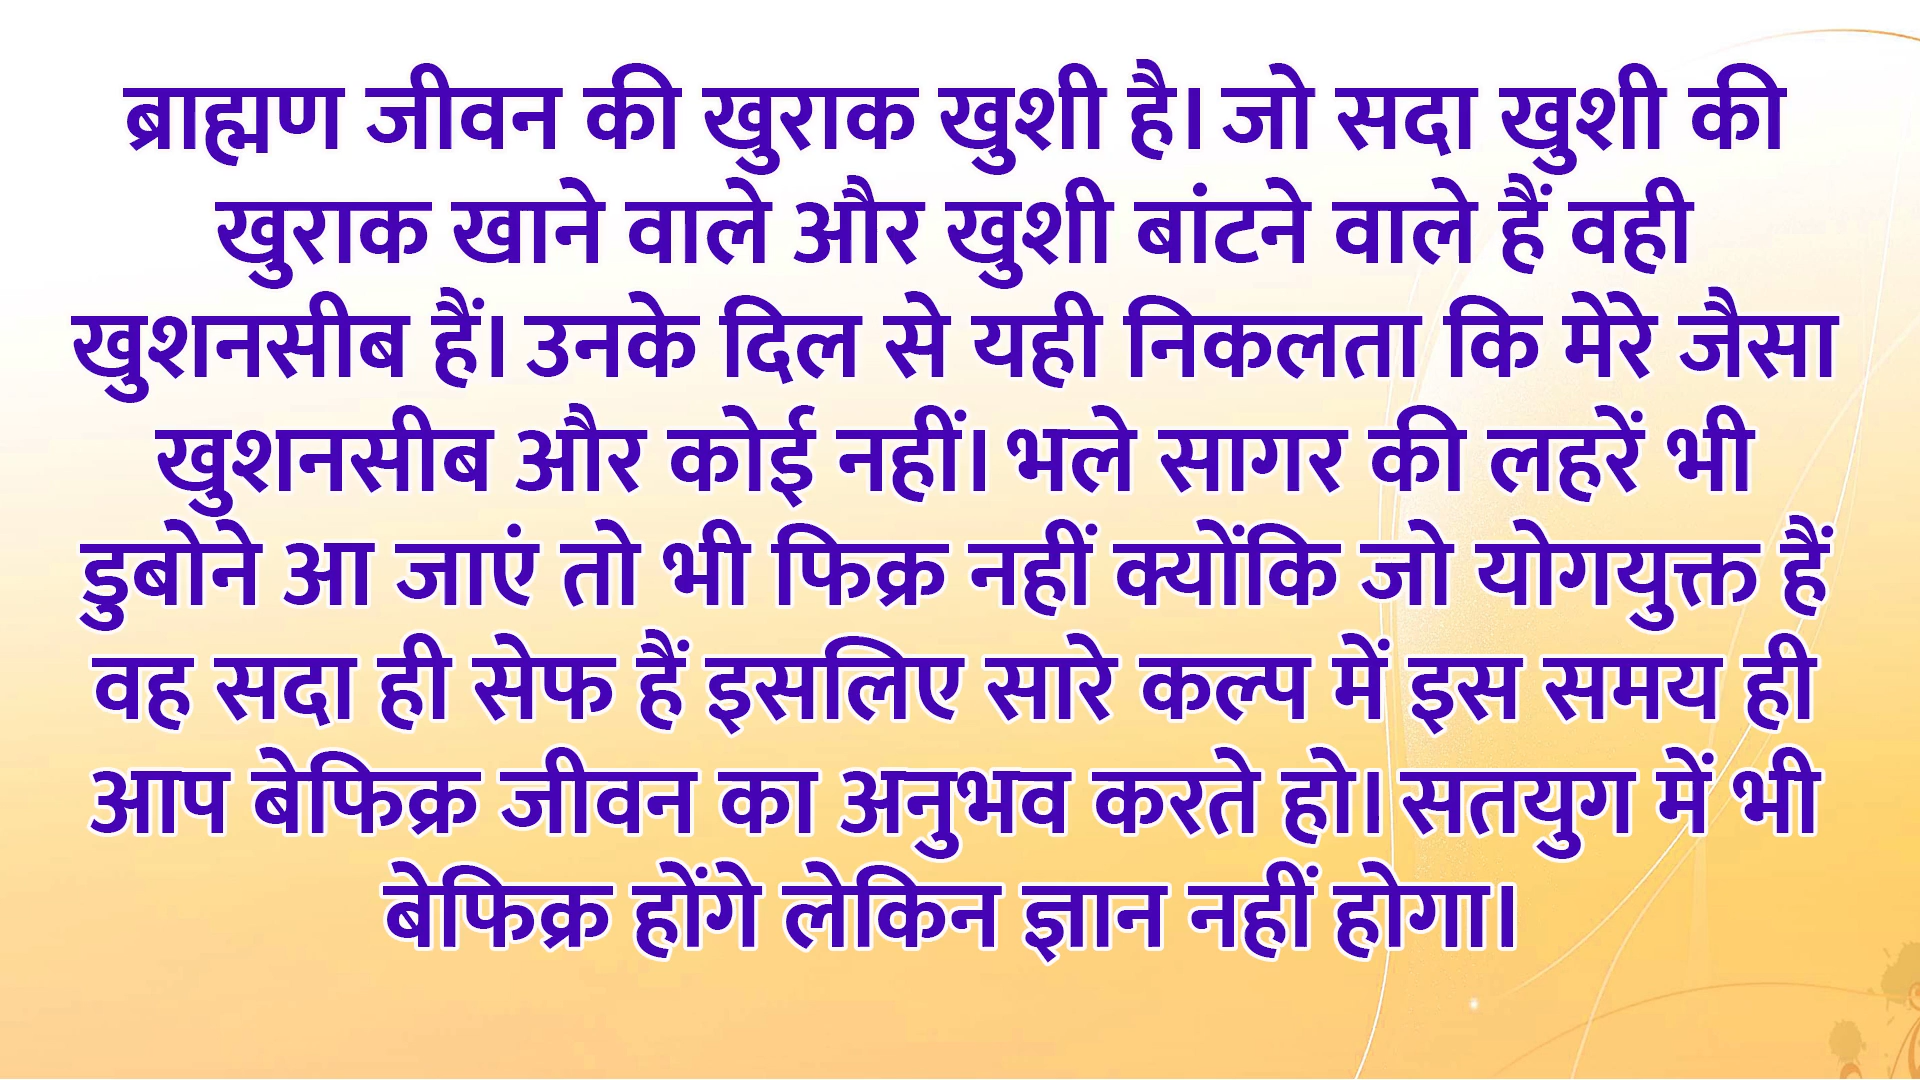 ब्राह्मण जीवन की खुराक खुशी है। जो सदा खुशी की
खुराक खाने वाले और खुशी बांटने वाले हैं वही
खुशनसीब हैं। उनके दिल से यही निकलता कि मेरे जैसा
खुशनसीब और कोई नहीं। भले सागर की लहरें भी
डुबोने आ जाएं तो भी फिक्र नहीं क्योंकि जो योगयुक्त हैं
वह सदा ही सेफ हैं इसलिए सारे कल्प में इस समय ही
आप बेफिक्र जीवन का अनुभव करते हो। सतयुग में भी
बेफिक्र होंगे लेकिन ज्ञान नहीं होगा।